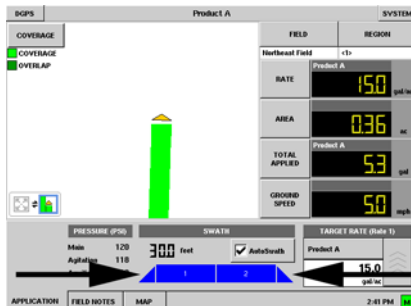 DGPS Product A SYSTEM
COVERAGE FIELD REGION
COVERAGE Northeast Field <1>
OVERLAP
RATE Product A 15.0 gal/ac
AREA 0.36 ac
TOTAL APPLIED Product A 5.3 gal
GROUND SPEED 5.0 mph
PRESSURE (PSI) SWATH TARGET RATE (Rate 1)
Main 120 30.0 feet AutoSwath Product A
Agitation 110
1 2 15.0
gal/ac
APPLICATION FIELD NOTES MAP 2:41 PM M